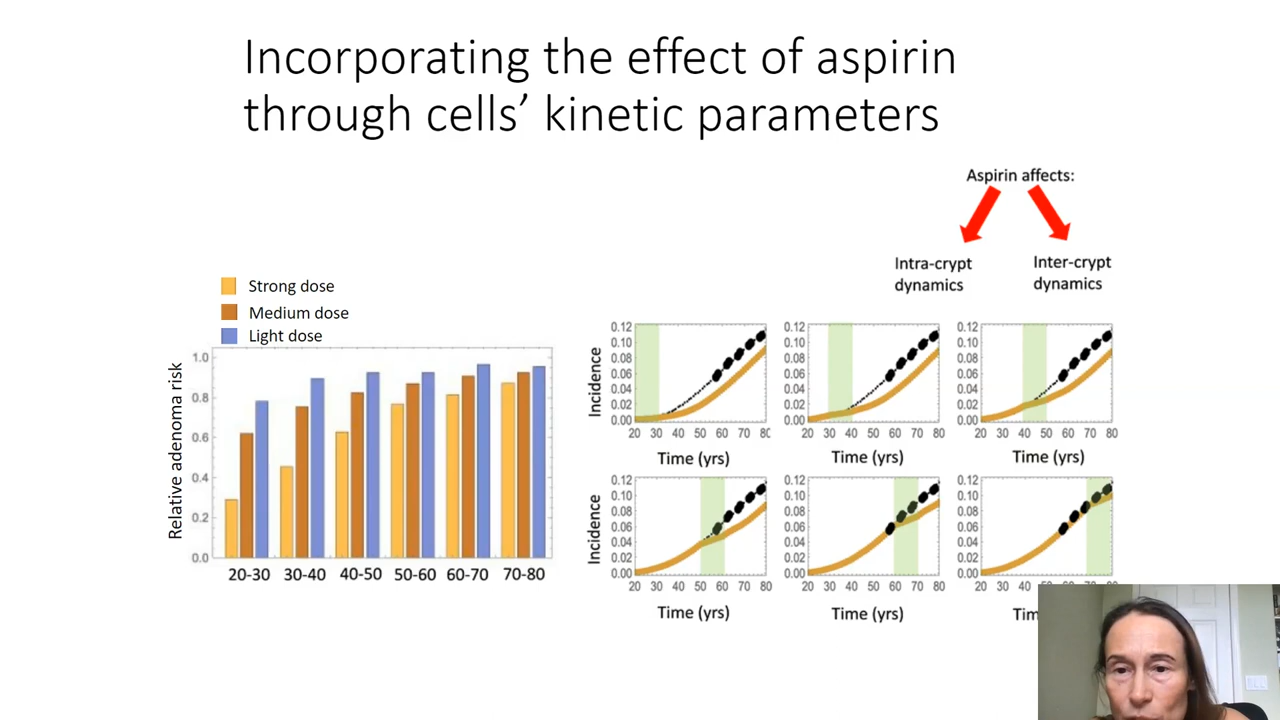 Incorporating the effect of aspirin
through cells’ kinetic parameters
Aspirin affects:
Intra-crypt
dynamics
Inter-crypt
dynamics
Strong dose
Medium dose
Light dose
Relative adenoma risk
1.0
0.8
0.6
0.4
0.2
0.0
20-30 30-40 40-50 50-60 60-70 70-80
Incidence
0.12
0.10
0.08
0.06
0.04
0.02
0.00
20 30 40 50 60 70
Time (yrs)
0.12
0.10
0.08
0.06
0.04
0.02
0.00
20 30 40 50 60 70 80
Time (yrs)
0.12
0.10
0.08
0.06
0.04
0.02
0.00
20 30 40 50 60 70 80
Time (yrs)
Incidence
0.12
0.10
0.08
0.06
0.04
0.02
0.00
20 30 40 50 60 70 80
Time (yrs)
0.12
0.10
0.08
0.06
0.04
0.02
0.00
20 30 40 50 60 70 80
Time (yrs)
0.12
0.10
0.08
0.06
0.04
0.02
0.00
20 30 40